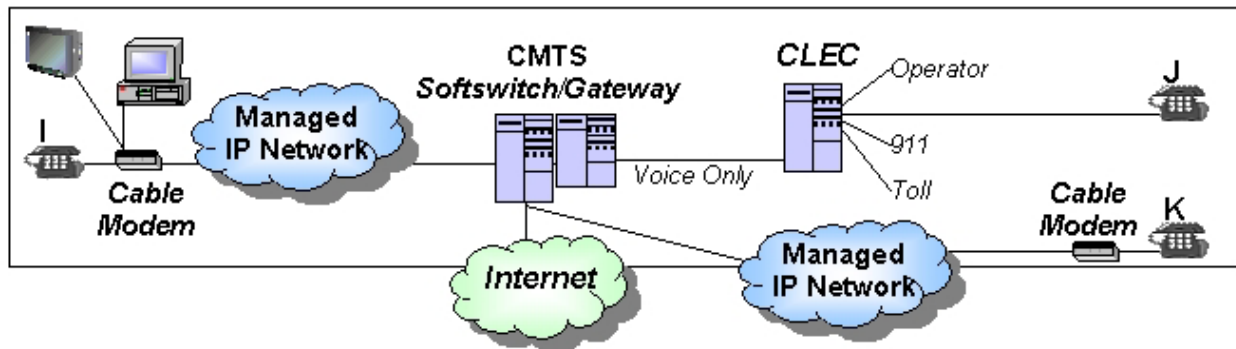 CMTS
Softswitch/Gateway
CLEC
Operator
J
I
Managed
IP Network
911
Voice Only
Toll
Cable
Modem
Cable
Modem
K
Internet
Managed
IP Network